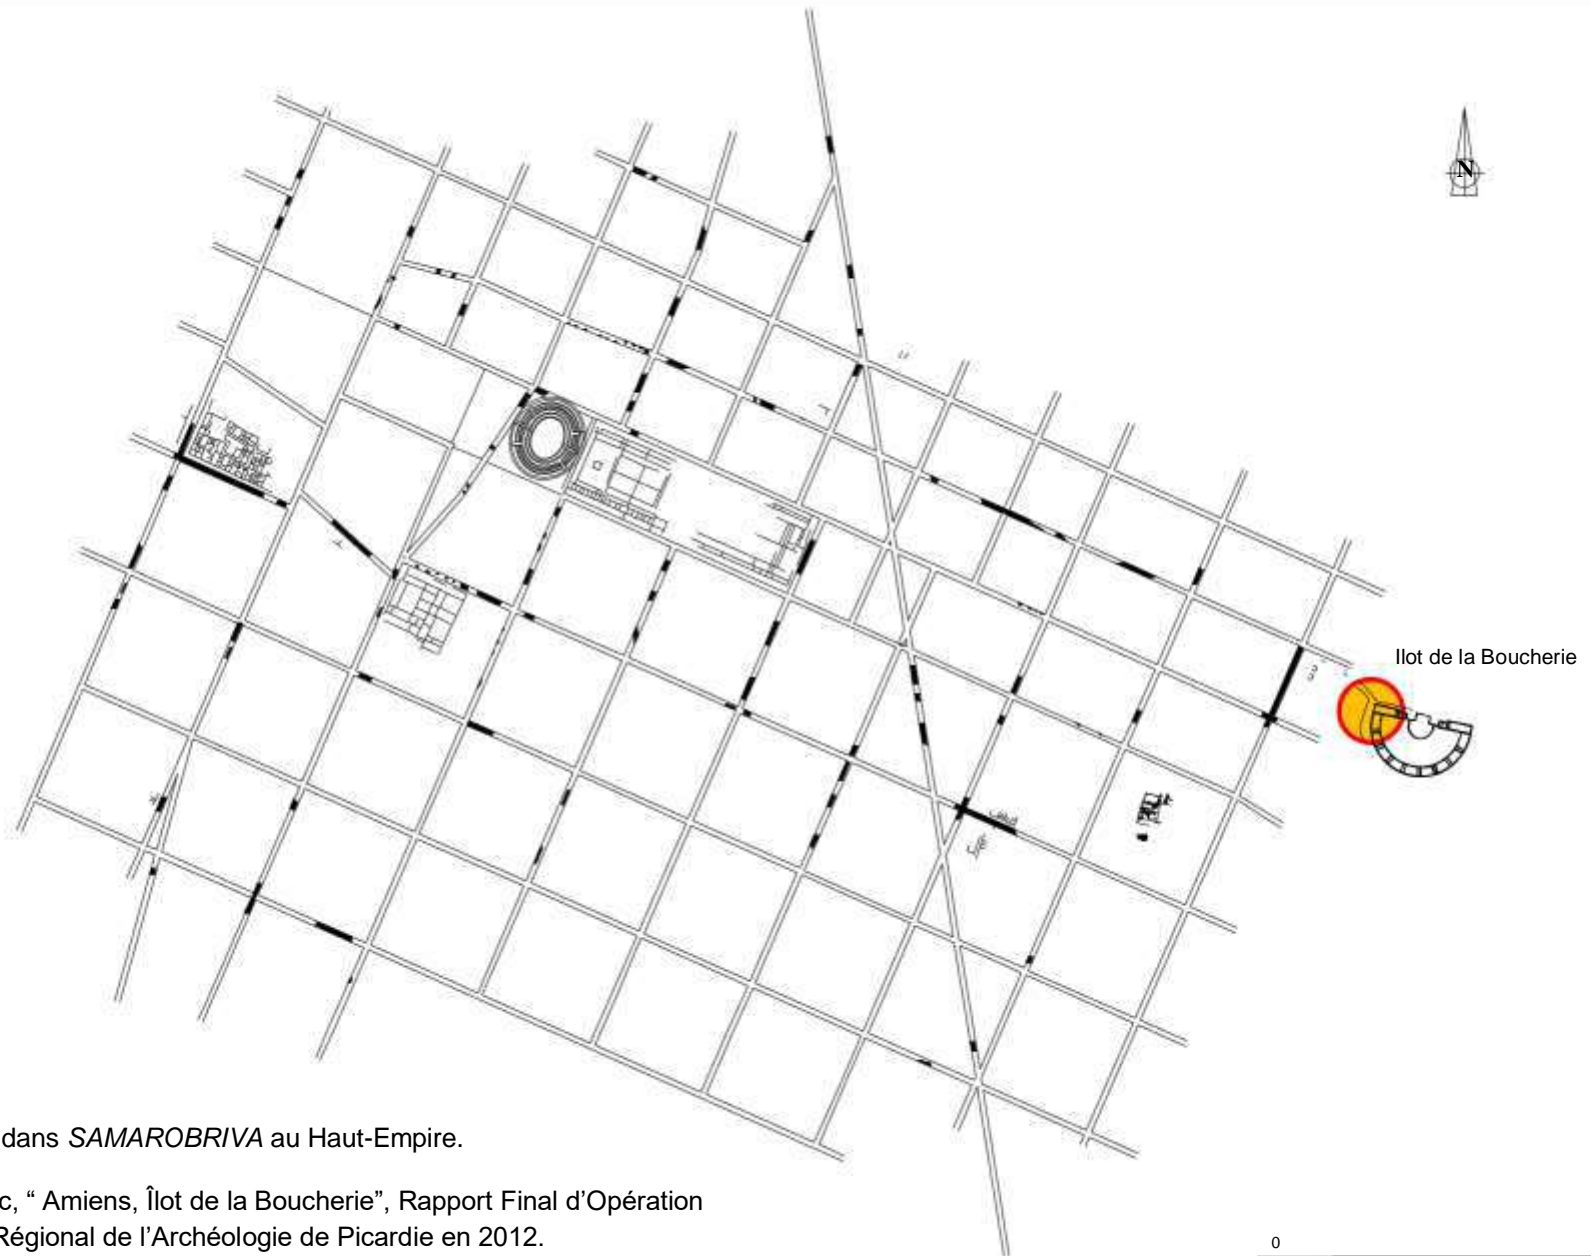 N
Ilot de la Boucherie
dans SAMAROBRIVA au Haut-Empire.
c, “ Amiens, Îlot de la Boucherie”, Rapport Final d’Opération
Régional de l’Archéologie de Picardie en 2012.
0